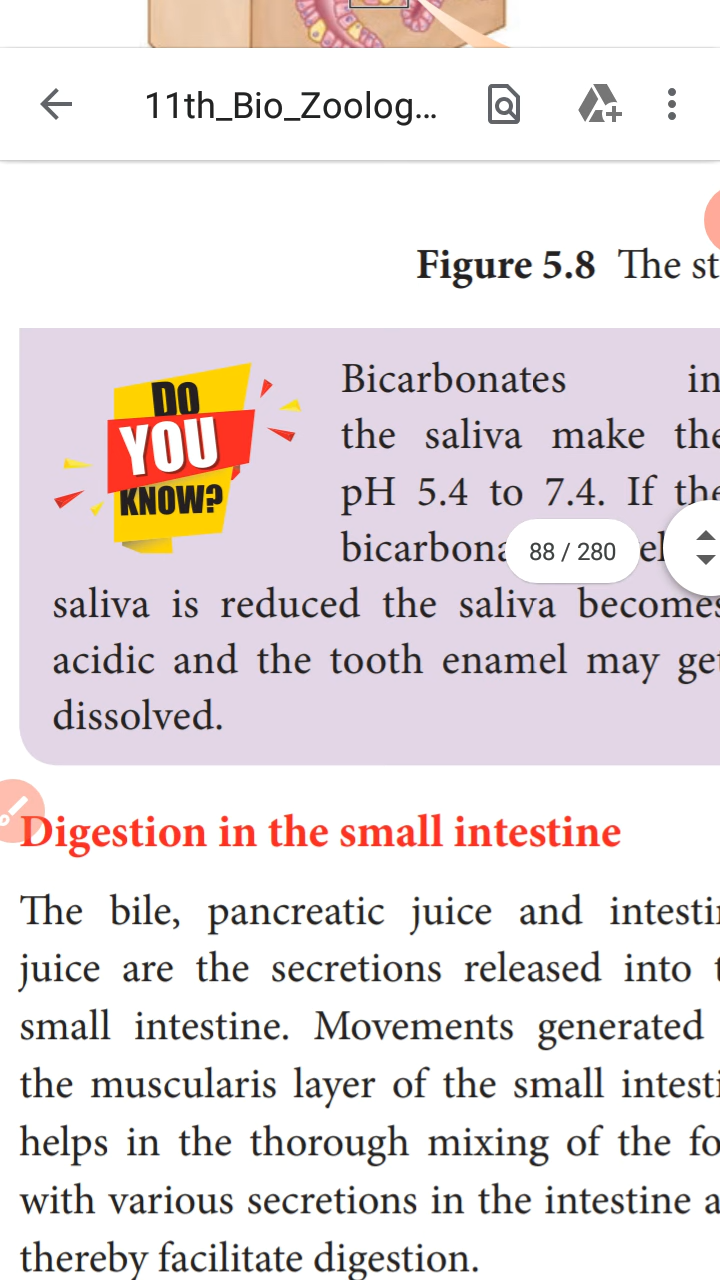 11th_Bio_Zoolog...
Figure 5.8 The st
DO
YOU
KNOW?
Bicarbonates in
the saliva make the
pH 5.4 to 7.4. If the
88 / 280
saliva is reduced the saliva becomes
acidic and the tooth enamel may get
dissolved.
Digestion in the small intestine
The bile, pancreatic juice and intestin
juice are the secretions released into t
small intestine. Movements generated
the muscularis layer of the small intesti
helps in the thorough mixing of the fo
with various secretions in the intestine a
thereby facilitate digestion.